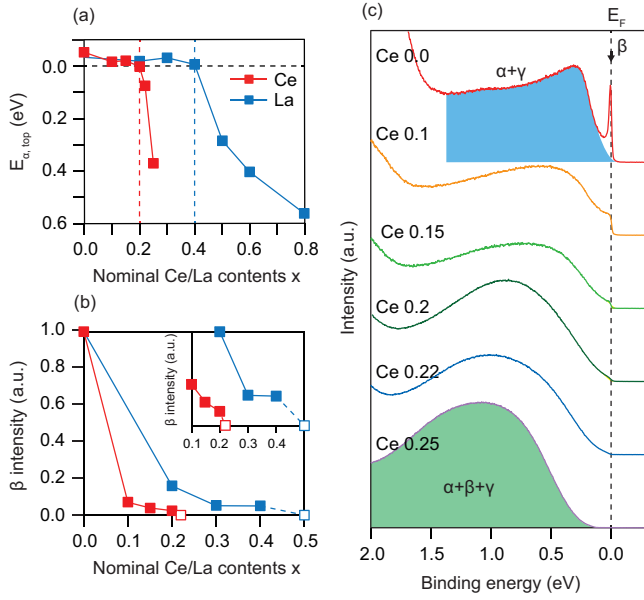 (a)
0.0
0.2
0.4
0.6
E α, top (eV)
Ce
La
0.0 0.2 0.4 0.6 0.8
Nominal Ce/La contents x
(b)
1.0
0.8
0.6
0.4
0.2
0.0
β intensity (a.u.)
β intensity (a.u.)
0.1 0.2 0.3 0.4
0.0 0.1 0.2 0.3 0.4 0.5
Nominal Ce/La contents x
(c)
E F
β
Ce 0.0
α+γ
Ce 0.1
Ce 0.15
Ce 0.2
Ce 0.22
Ce 0.25
α+β+γ
Intensity (a.u.)
2.0 1.5 1.0 0.5 0.0
Binding energy (eV)